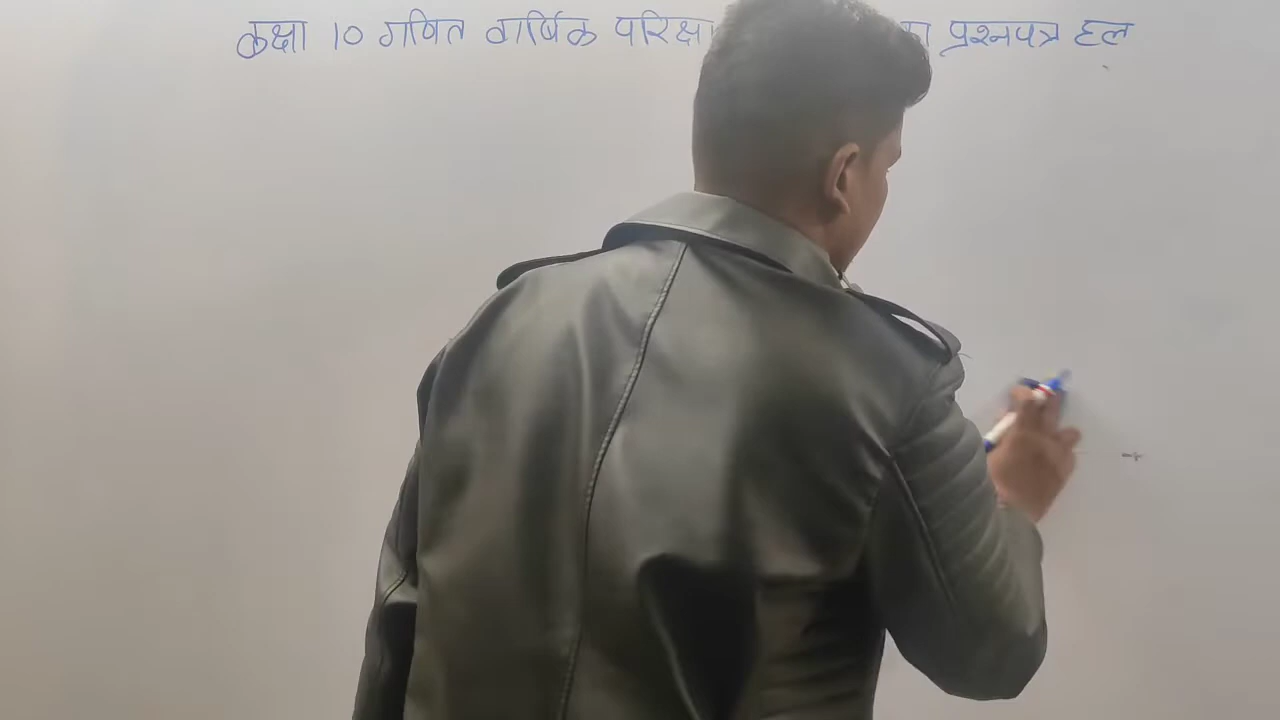 कक्षा 10 गणित वार्षिक परिक्षा प्रश्नपत्र हल